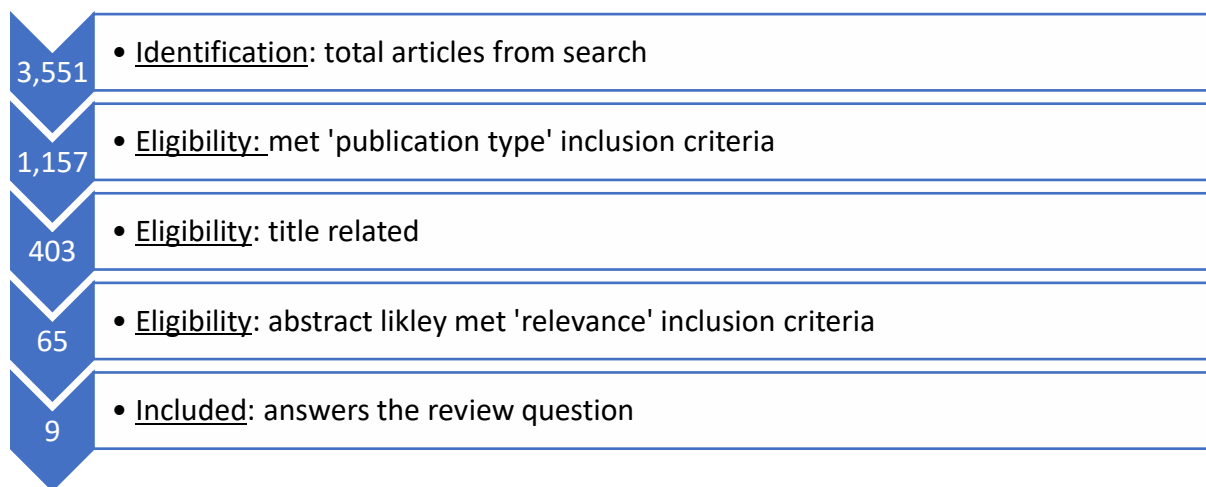 3,551
• Identification: total articles from search
1,157
• Eligibility: met 'publication type' inclusion criteria
403
• Eligibility: title related
65
• Eligibility: abstract likley met 'relevance' inclusion criteria
9
• Included: answers the review question